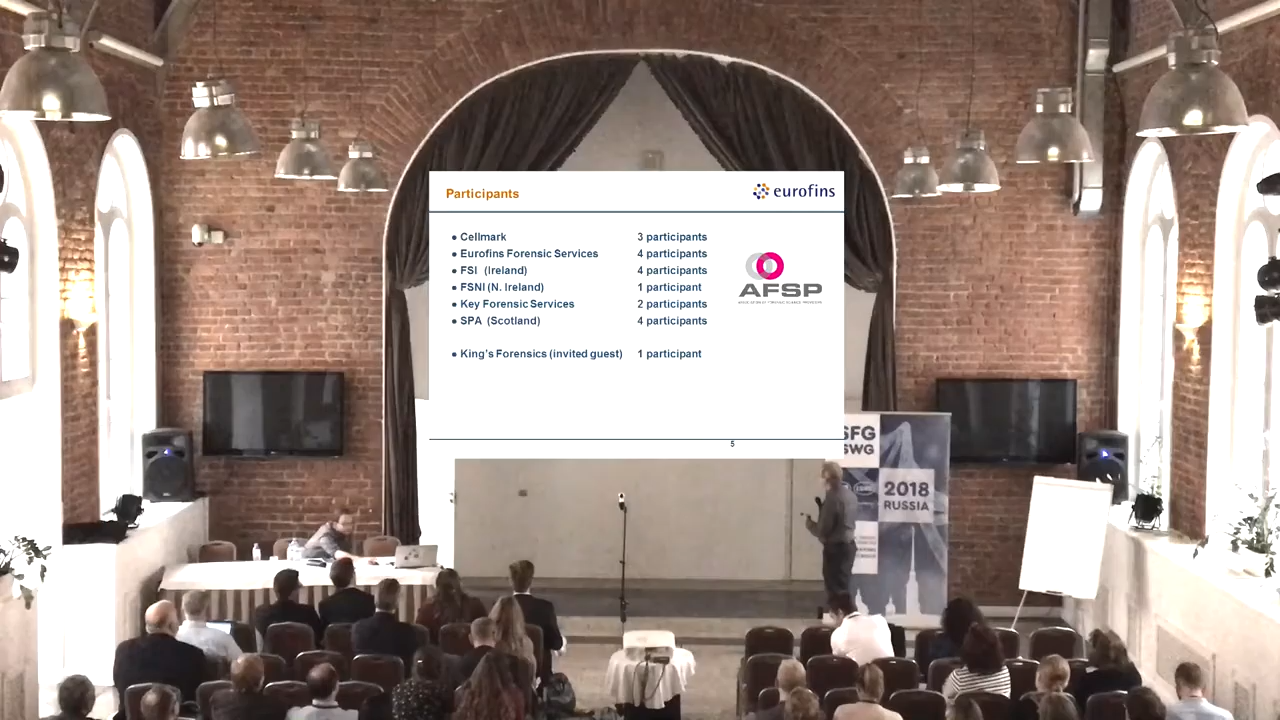 Participants
eurofins
• Cellmark 3 participants
• Eurofins Forensic Services 4 participants
• FSI (Ireland) 4 participants
• FSNI (N. Ireland) 1 participant
• Key Forensic Services 2 participants
• SPA (Scotland) 4 participants
AFSP
• King's Forensics (invited guest) 1 participant
5
SFG
SWG
2018
RUSSIA